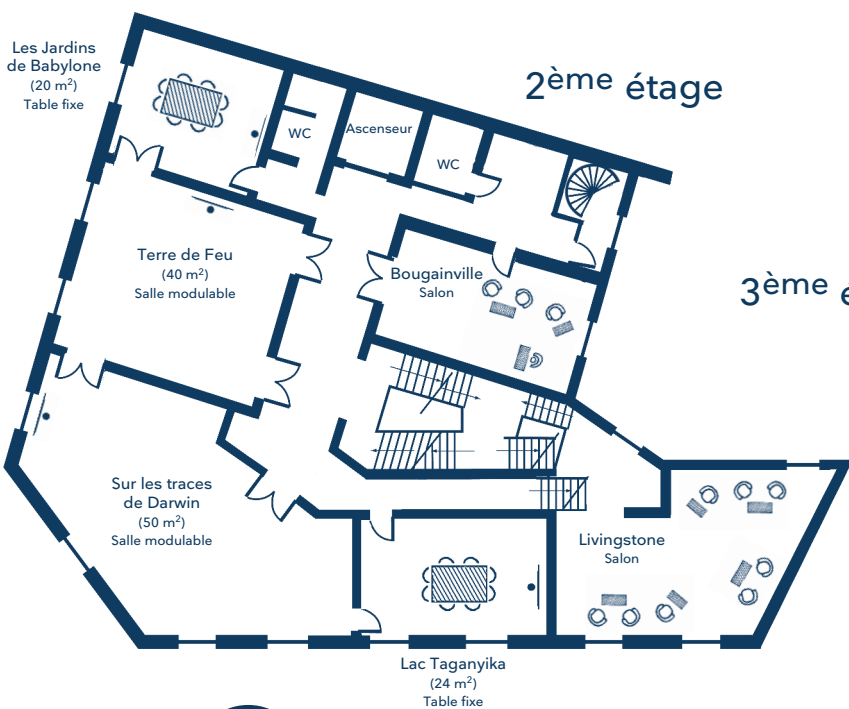 Les Jardins
de Babylone
(20 m²)
Table fixe
2ème étage
WC
Ascenseur
WC
Terre de Feu
(40 m²)
Salle modulable
Bougainville
Salon
3ème é
Sur les traces
de Darwin
(50 m²)
Salle modulable
Livingstone
Salon
Lac Taganyika
(24 m²)
Table fixe